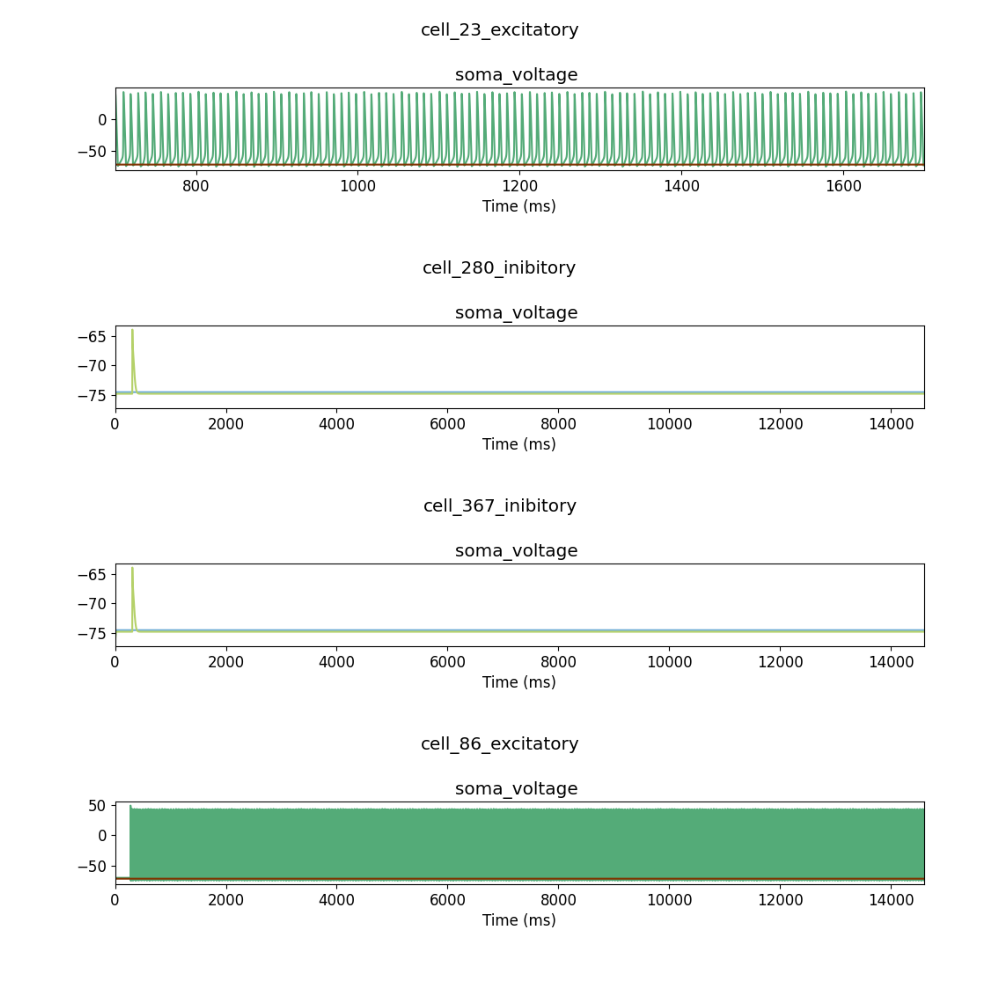 cell_23_excitatory
soma_voltage
0
−50
800 1000 1200 1400 1600
Time (ms)
cell_280_inibitory
soma_voltage
−65
−70
−75
0 2000 4000 6000 8000 10000 12000 14000
Time (ms)
cell_367_inibitory
soma_voltage
−65
−70
−75
0 2000 4000 6000 8000 10000 12000 14000
Time (ms)
cell_86_excitatory
soma_voltage
50
0
−50
0 2000 4000 6000 8000 10000 12000 14000
Time (ms)